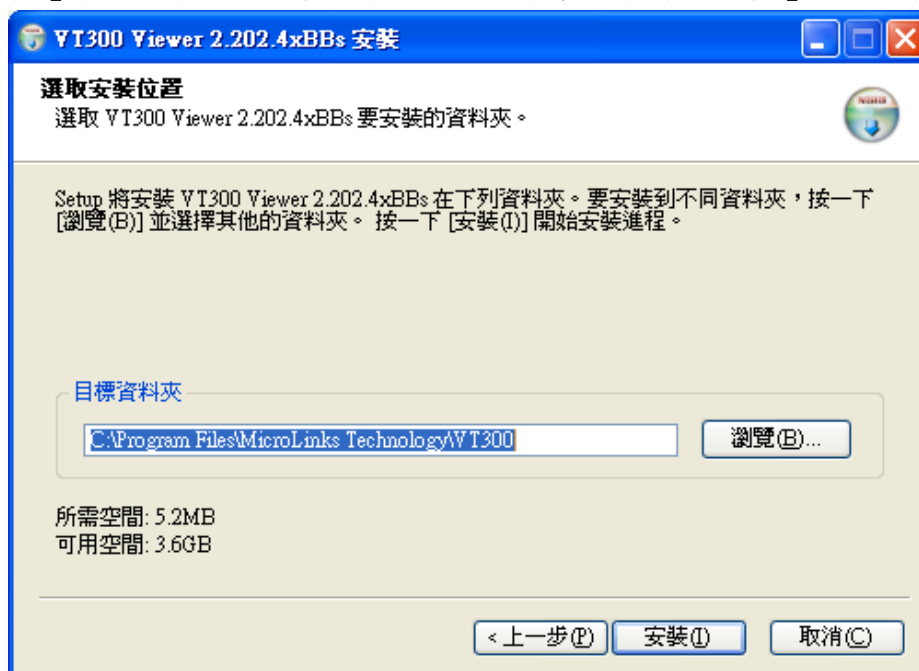 VT300 Viewer 2.202.4xBBs 安裝
選取安裝位置
選取 VT300 Viewer 2.202.4xBBs 要安裝的資料夾。
Setup 將安裝 VT300 Viewer 2.202.4xBBs 在下列資料夾。要安裝到不同資料夾，按一下
[瀏覽(B)] 並選擇其他的資料夾。 按一下 [安裝(I)] 開始安裝進程。
目標資料夾
C:\Program Files\MicroLinks Technology\VT300
瀏覽(B)...
所需空間: 5.2MB
可用空間: 3.6GB
< 上一步(P)
安裝(I)
取消(C)